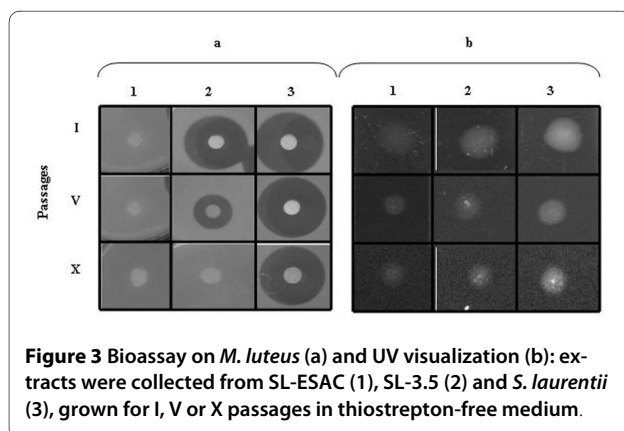 a b
1 2 3 1 2 3
I
Passages
V
X
Figure 3 Bioassay on M. luteus (a) and UV visualization (b): ex-
tracts were collected from SL-ESAC (1), SL-3.5 (2) and S. laurentii
(3), grown for I, V or X passages in thiostrepton-free medium.